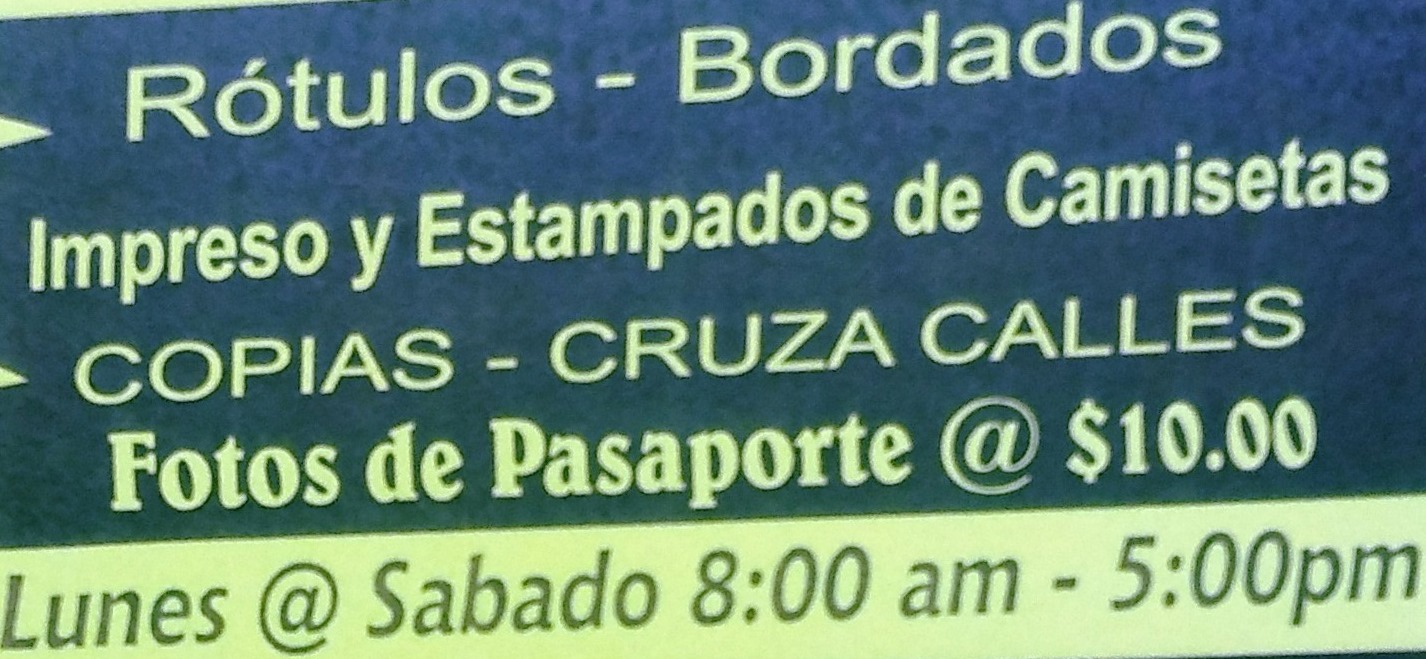 Rótulos - Bordados
Impreso y Estampados de Camisetas
COPIAS - CRUZA CALLES
Fotos de Pasaporte @ $10.00
Lunes @ Sabado 8:00 am - 5:00pm